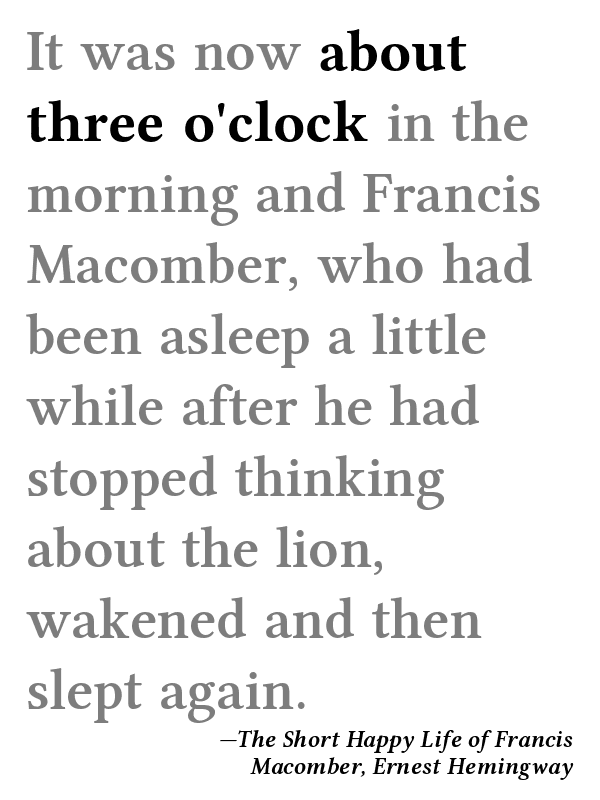 It was now about
three o'clock in the
morning and Francis
Macomber, who had
been asleep a little
while after he had
stopped thinking
about the lion,
wakened and then
slept again.
—The Short Happy Life of Francis
Macomber, Ernest Hemingway